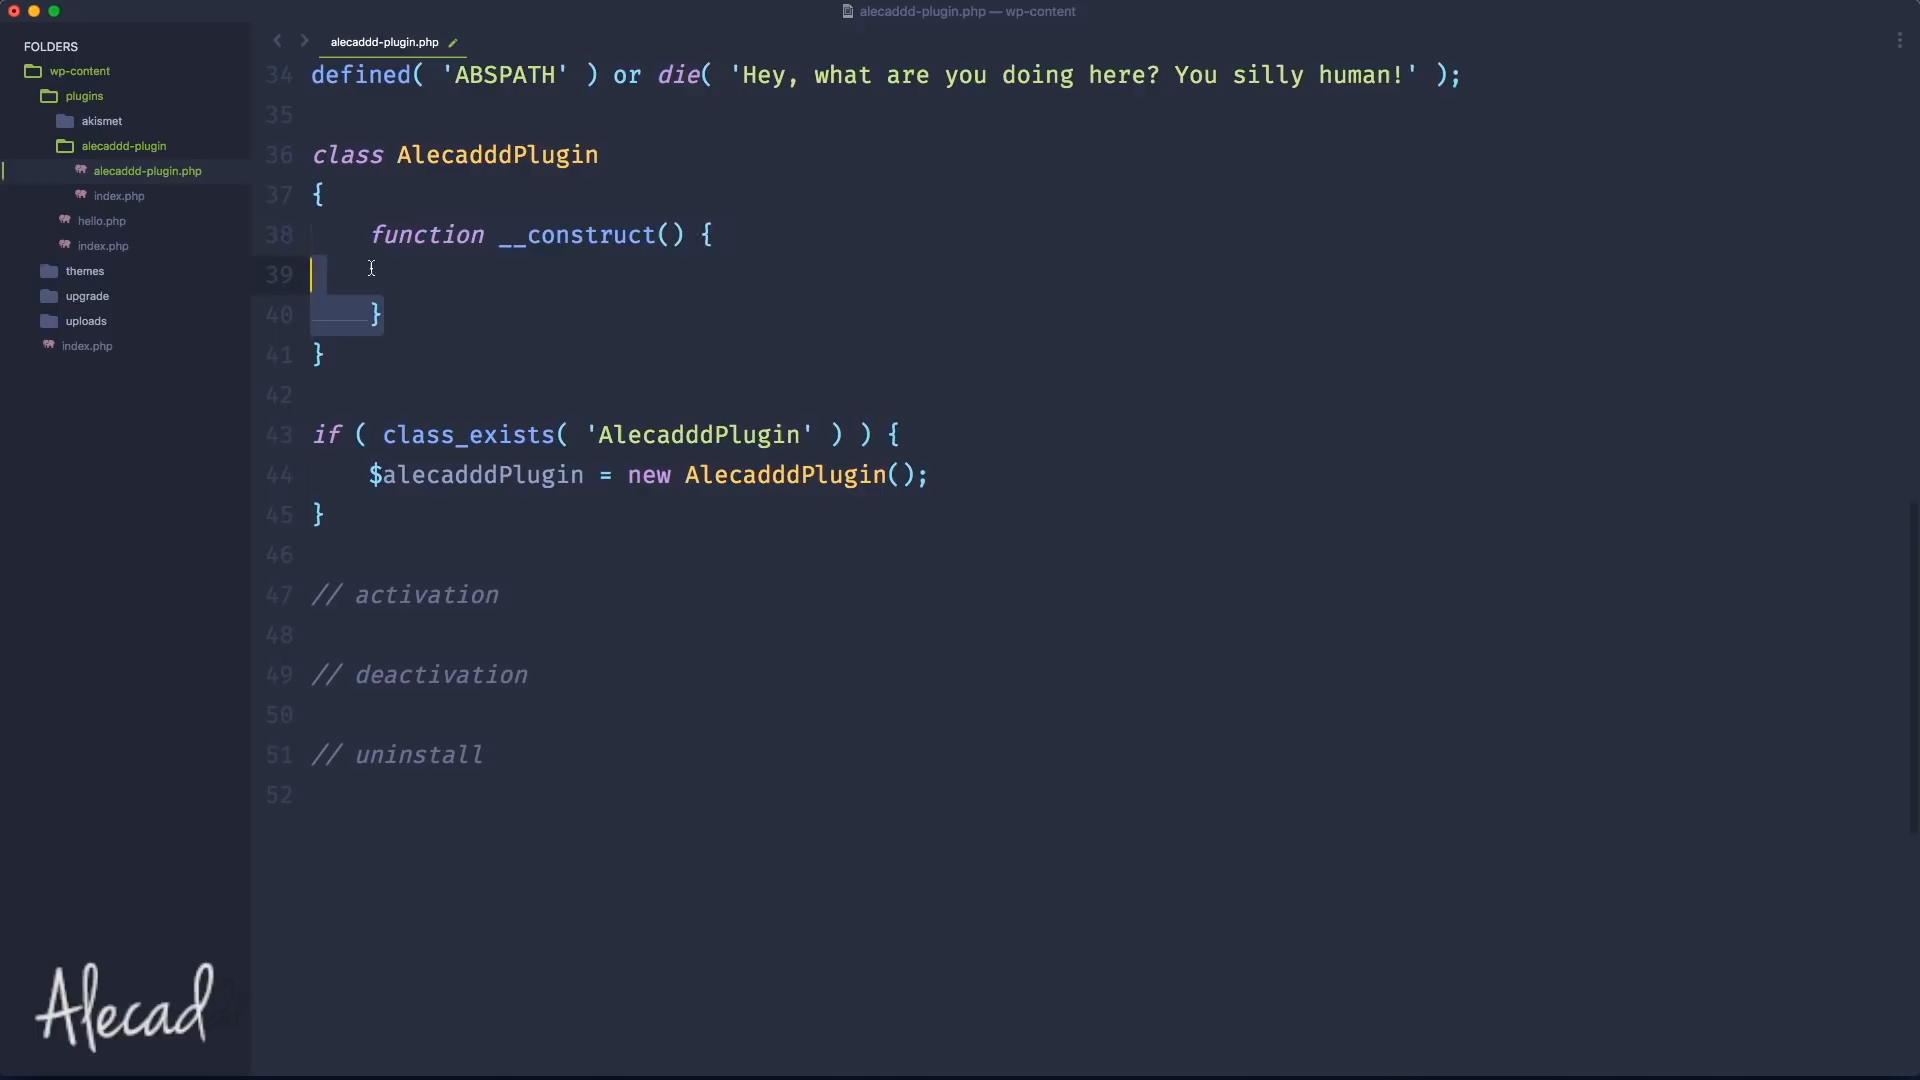 alecaddd-plugin.php — wp-content
FOLDERS
wp-content
plugins
akismet
alecaddd-plugin
alecaddd-plugin.php
index.php
hello.php
index.php
themes
upgrade
uploads
index.php
alecaddd-plugin.php
34 defined( 'ABSPATH' ) or die( 'Hey, what are you doing here? You silly human!' );
35
36 class AlecadddPlugin
37 {
38     function __construct() {
39
40     }
41 }
42
43 if ( class_exists( 'AlecadddPlugin' ) ) {
44     $alecadddPlugin = new AlecadddPlugin();
45 }
46
47 // activation
48
49 // deactivation
50
51 // uninstall
52
Alecad